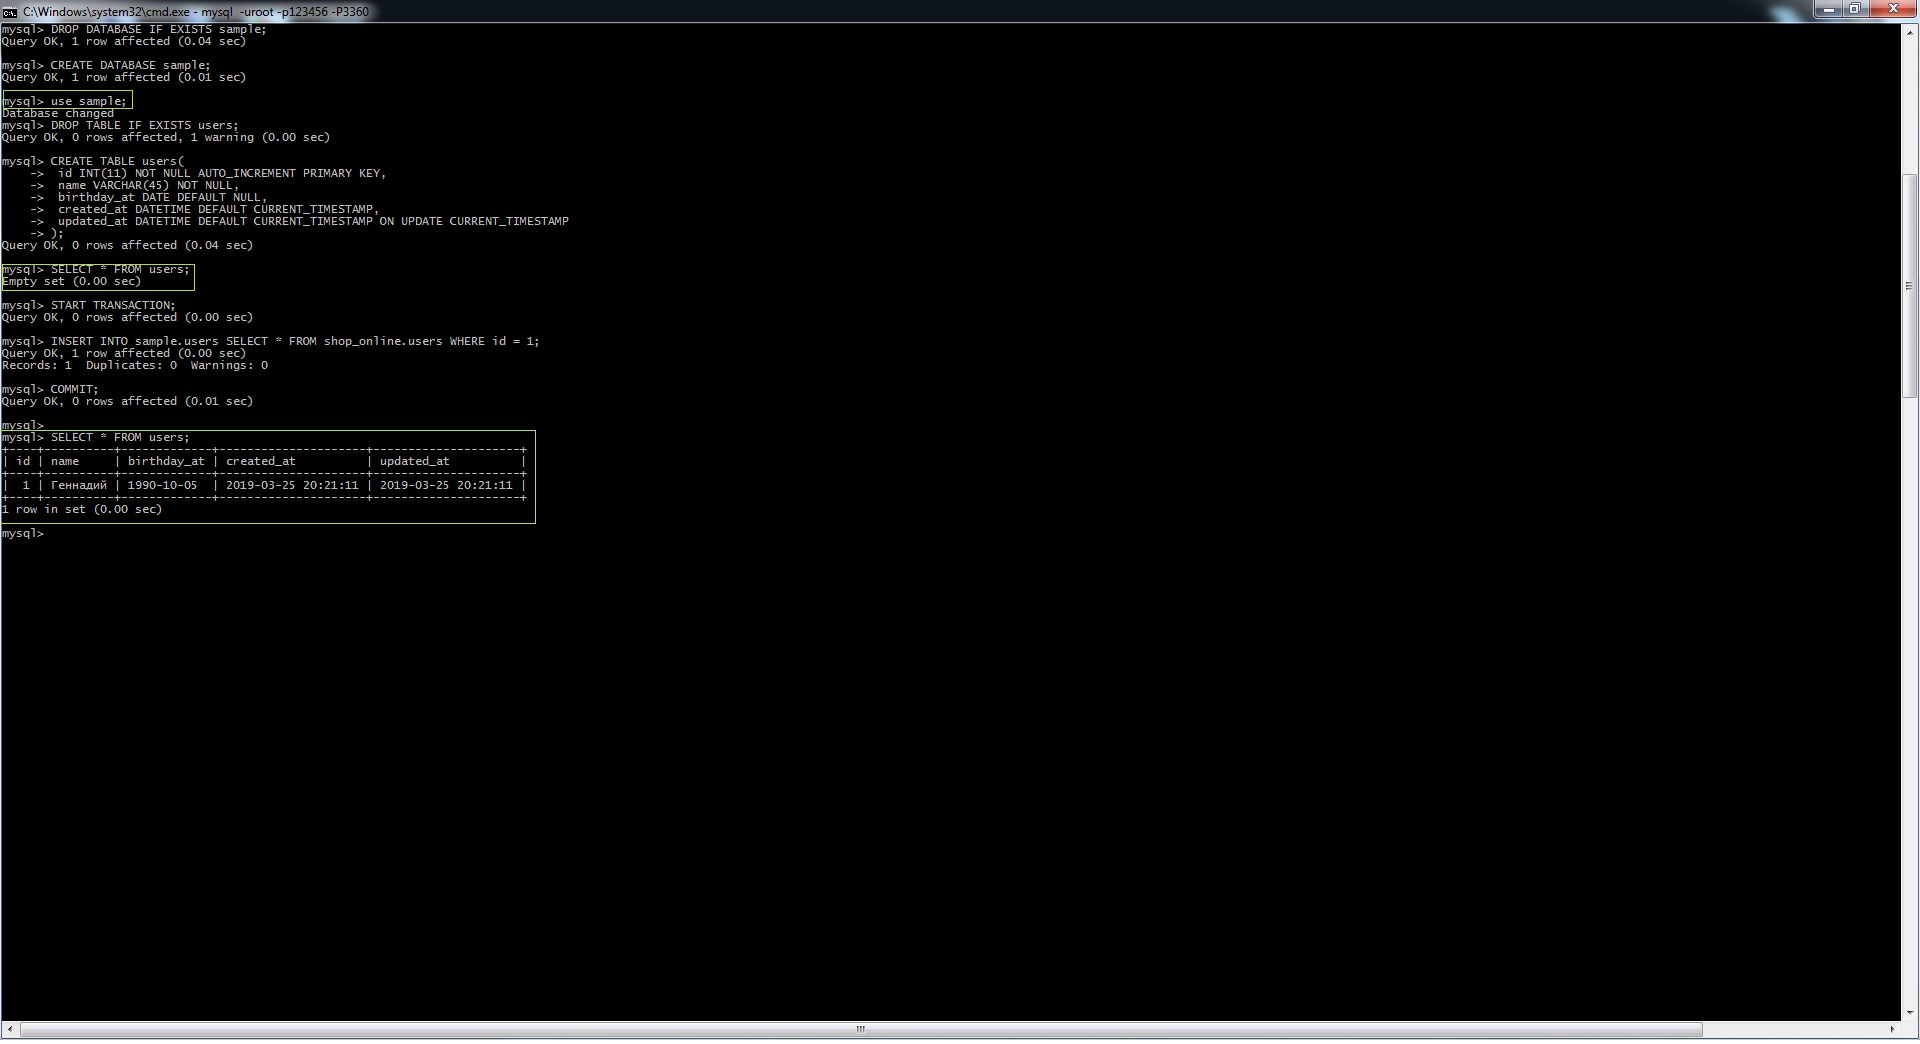 C:\Windows\system32\cmd.exe - mysql  -uroot -p123456 -P3360
mysql> DROP DATABASE IF EXISTS sample;
Query OK, 1 row affected (0.04 sec)
mysql> CREATE DATABASE sample;
Query OK, 1 row affected (0.01 sec)
mysql> use sample;
Database changed
mysql> DROP TABLE IF EXISTS users;
Query OK, 0 rows affected, 1 warning (0.00 sec)
mysql> CREATE TABLE users(
    ->  id INT(11) NOT NULL AUTO_INCREMENT PRIMARY KEY,
    ->  name VARCHAR(45) NOT NULL,
    ->  birthday_at DATE DEFAULT NULL,
    ->  created_at DATETIME DEFAULT CURRENT_TIMESTAMP,
    ->  updated_at DATETIME DEFAULT CURRENT_TIMESTAMP ON UPDATE CURRENT_TIMESTAMP
    -> );
Query OK, 0 rows affected (0.04 sec)
mysql> SELECT * FROM users;
Empty set (0.00 sec)
mysql> START TRANSACTION;
Query OK, 0 rows affected (0.00 sec)
mysql> INSERT INTO sample.users SELECT * FROM shop_online.users WHERE id = 1;
Query OK, 1 row affected (0.00 sec)
Records: 1  Duplicates: 0  Warnings: 0
mysql> COMMIT;
Query OK, 0 rows affected (0.01 sec)
mysql>
mysql> SELECT * FROM users;
+----+----------+-------------+---------------------+---------------------+
| id | name     | birthday_at | created_at          | updated_at          |
+----+----------+-------------+---------------------+---------------------+
|  1 | Геннадий | 1990-10-05  | 2019-03-25 20:21:11 | 2019-03-25 20:21:11 |
+----+----------+-------------+---------------------+---------------------+
1 row in set (0.00 sec)
mysql>